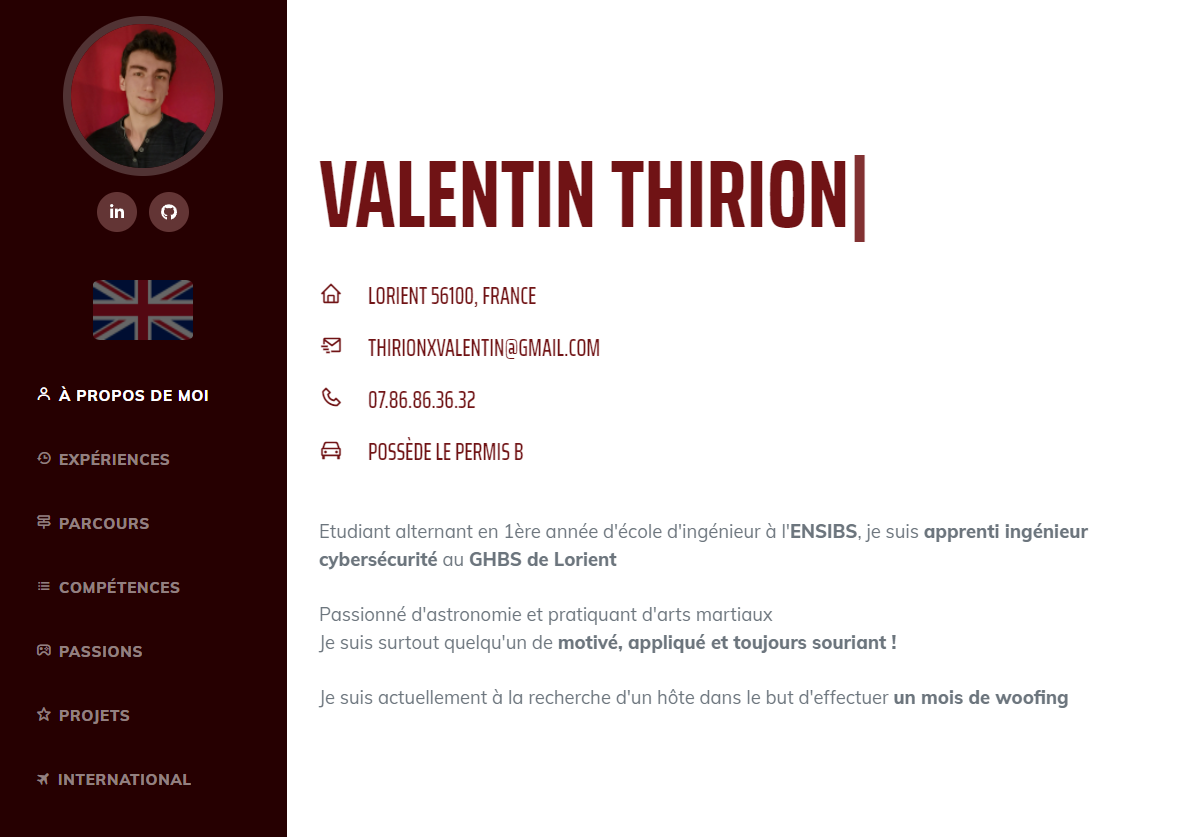 in
À PROPOS DE MOI
EXPÉRIENCES
PARCOURS
COMPÉTENCES
PASSIONS
PROJETS
INTERNATIONAL
VALENTIN THIRION|
LORIENT 56100, FRANCE
THIRIONXVALENTIN@GMAIL.COM
07.86.86.36.32
POSSÈDE LE PERMIS B
Etudiant alternant en 1ère année d'école d'ingénieur à l'ENSIBS, je suis apprenti ingénieur
cybersécurité au GHBS de Lorient
Passionné d'astronomie et pratiquant d'arts martiaux
Je suis surtout quelqu'un de motivé, appliqué et toujours souriant !
Je suis actuellement à la recherche d'un hôte dans le but d'effectuer un mois de woofing